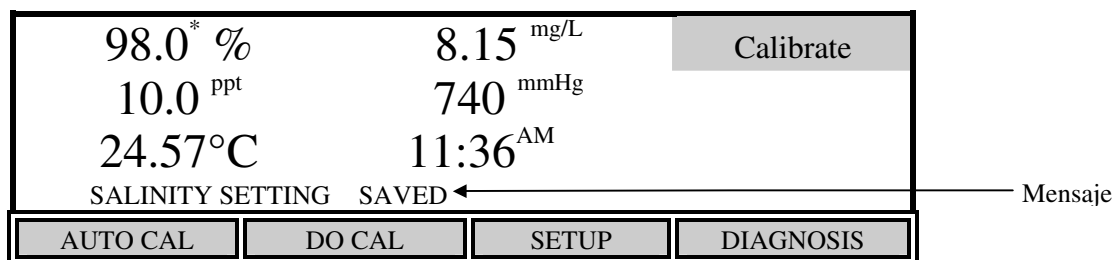 98.0* % 8.15 mg/L Calibrate
10.0 ppt 740 mmHg
24.57°C 11:36AM
SALINITY SETTING SAVED Mensaje
AUTO CAL DO CAL SETUP DIAGNOSIS